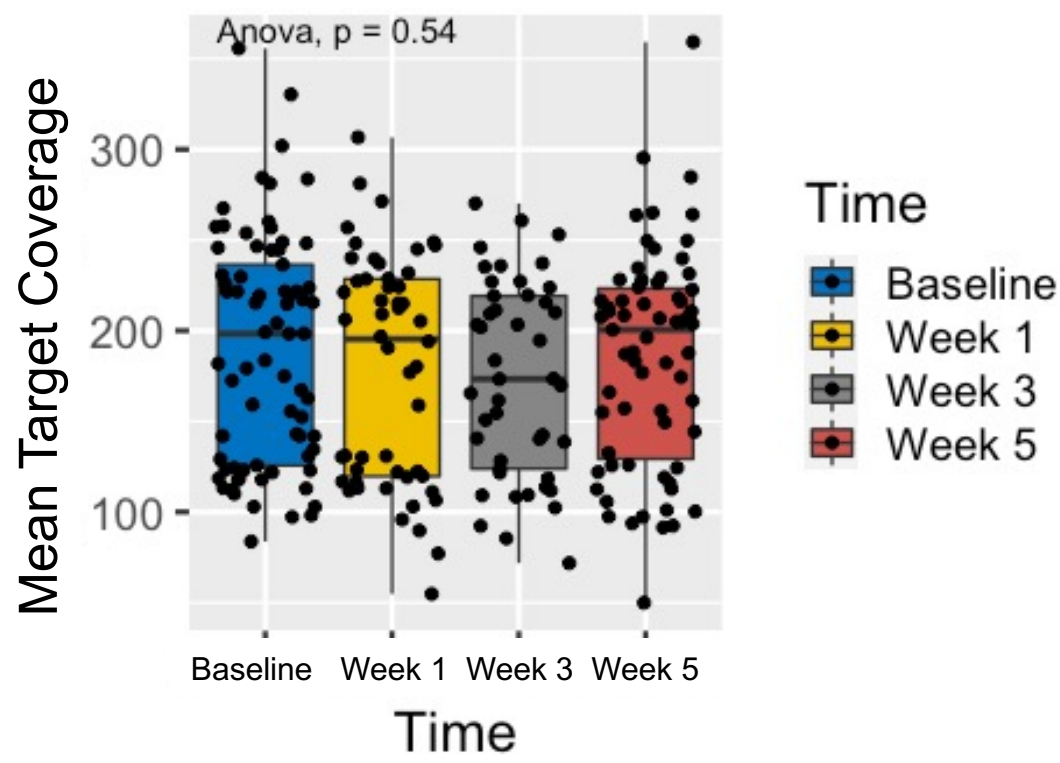 Anova, p = 0.54
Mean Target Coverage
300
200
100
Baseline Week 1 Week 3 Week 5
Time
Time
Baseline
Week 1
Week 3
Week 5